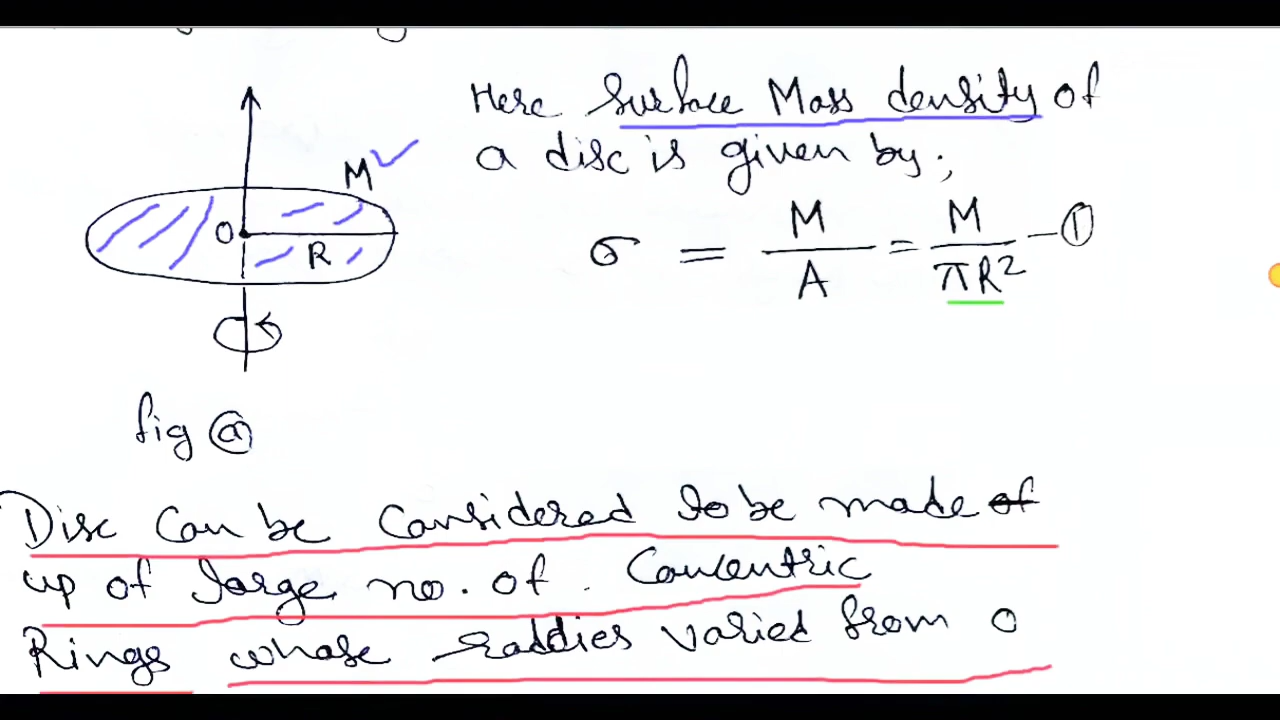 Here Surface Mass density of
a disc is given by;
M
O
R
σ = M/A = M/πR² —①
fig ⓐ
Disc Can be Considered to be made of
up of large no. of. Concentric
Rings whose raddies varied from 0